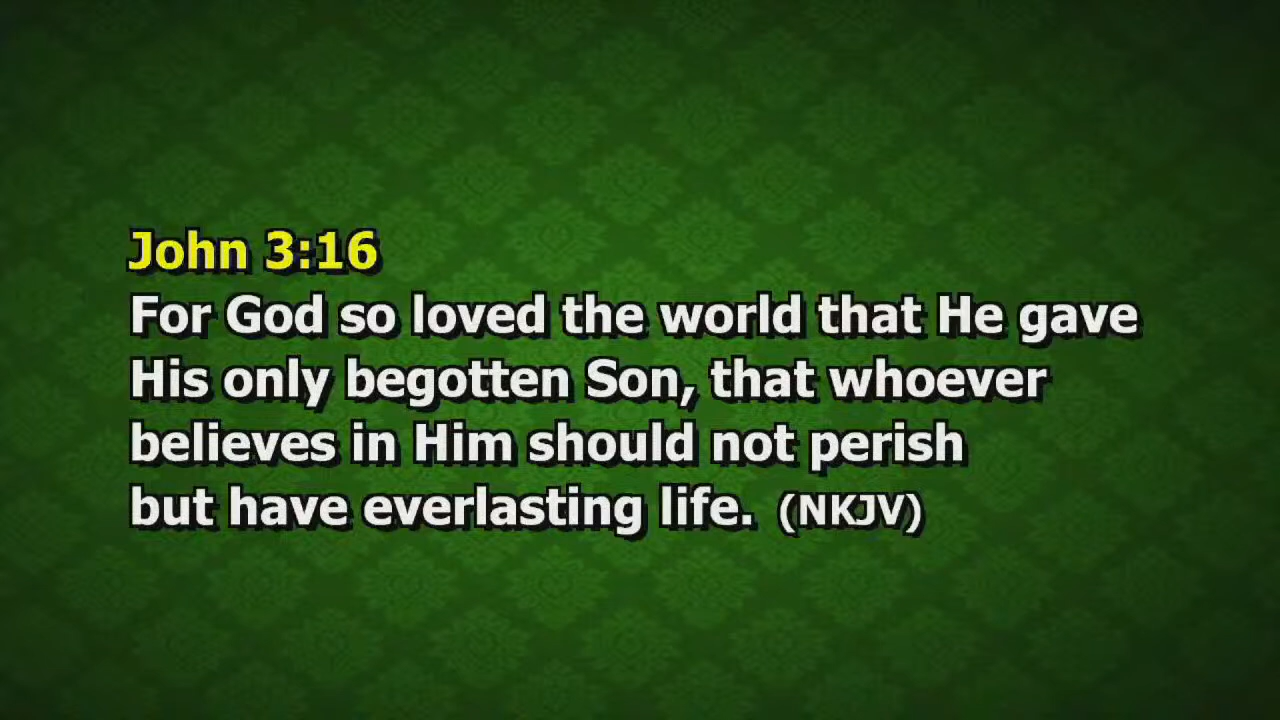 John 3:16
For God so loved the world that He gave
His only begotten Son, that whoever
believes in Him should not perish
but have everlasting life. (NKJV)